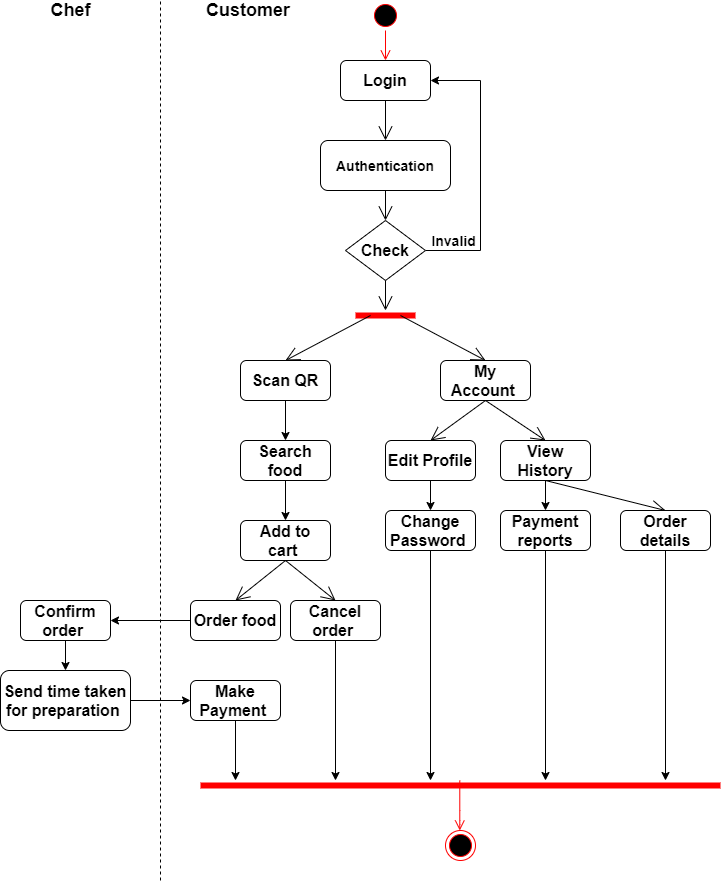 Chef
Customer
Login
Authentication
Check
Invalid
Scan QR
My
Account
Search
food
Edit Profile
View
History
Add to
cart
Change
Password
Payment
reports
Order
details
Confirm
order
Order food
Cancel
order
Send time taken
for preparation
Make
Payment